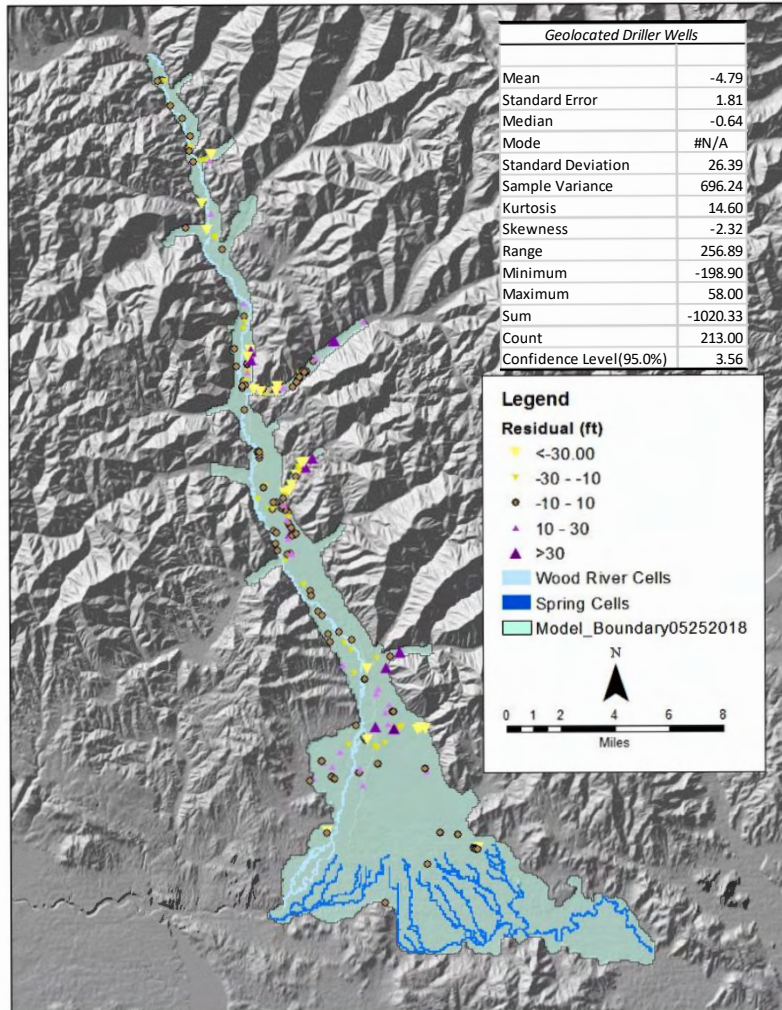 Geolocated Driller Wells
Mean -4.79
Standard Error 1.81
Median -0.64
Mode #N/A
Standard Deviation 26.39
Sample Variance 696.24
Kurtosis 14.60
Skewness -2.32
Range 256.89
Minimum -198.90
Maximum 58.00
Sum -1020.33
Count 213.00
Confidence Level(95.0%) 3.56
Legend
Residual (ft)
<-30.00
-30 - -10
-10 - 10
10 - 30
>30
Wood River Cells
Spring Cells
Model_Boundary05252018
N
0 1 2 4 6 8
Miles